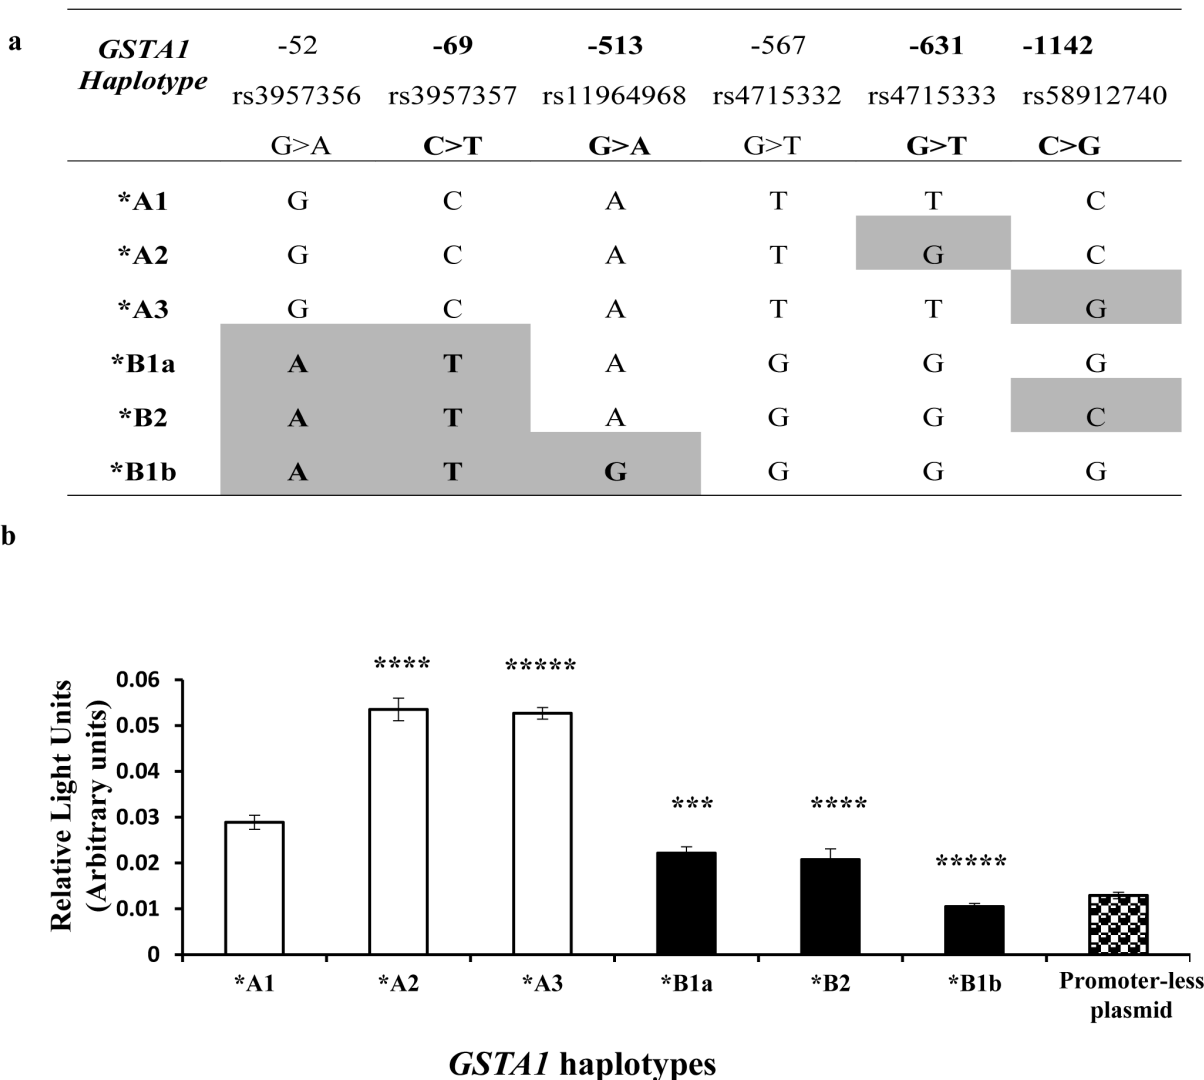 a
GSTA1 Haplotype -52 -69 -513 -567 -631 -1142
rs3957356 rs3957357 rs11964968 rs4715332 rs4715333 rs58912740
G>A C>T G>A G>T G>T C>G
*A1 G C A T T C
*A2 G C A T G C
*A3 G C A T T G
*B1a A T A G G G
*B2 A T A G G C
*B1b A T G G G G
b
Relative Light Units
(Arbitrary units)
0.06
0.05
0.04
0.03
0.02
0.01
0
****
*****
***
****
*****
*A1 *A2 *A3 *B1a *B2 *B1b Promoter-less
plasmid
GSTA1 haplotypes